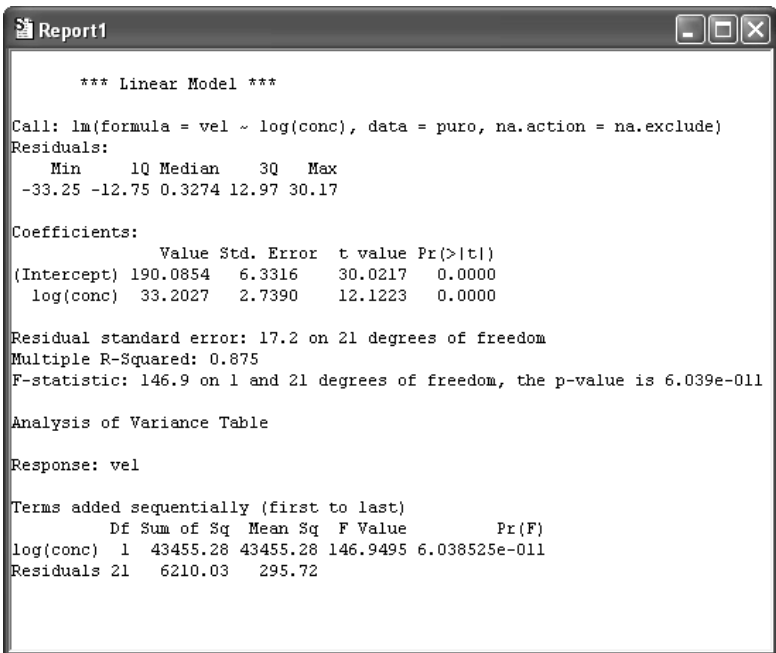 Report1
*** Linear Model ***
Call: lm(formula = vel ~ log(conc), data = puro, na.action = na.exclude)
Residuals:
Min 1Q Median 3Q Max
-33.25 -12.75 0.3274 12.97 30.17
Coefficients:
Value Std. Error t value Pr(>|t|)
(Intercept) 190.0854 6.3316 30.0217 0.0000
log(conc) 33.2027 2.7390 12.1223 0.0000
Residual standard error: 17.2 on 21 degrees of freedom
Multiple R-Squared: 0.875
F-statistic: 146.9 on 1 and 21 degrees of freedom, the p-value is 6.039e-011
Analysis of Variance Table
Response: vel
Terms added sequentially (first to last)
Df Sum of Sq Mean Sq F Value Pr(F)
log(conc) 1 43455.28 43455.28 146.9495 6.038525e-011
Residuals 21 6210.03 295.72